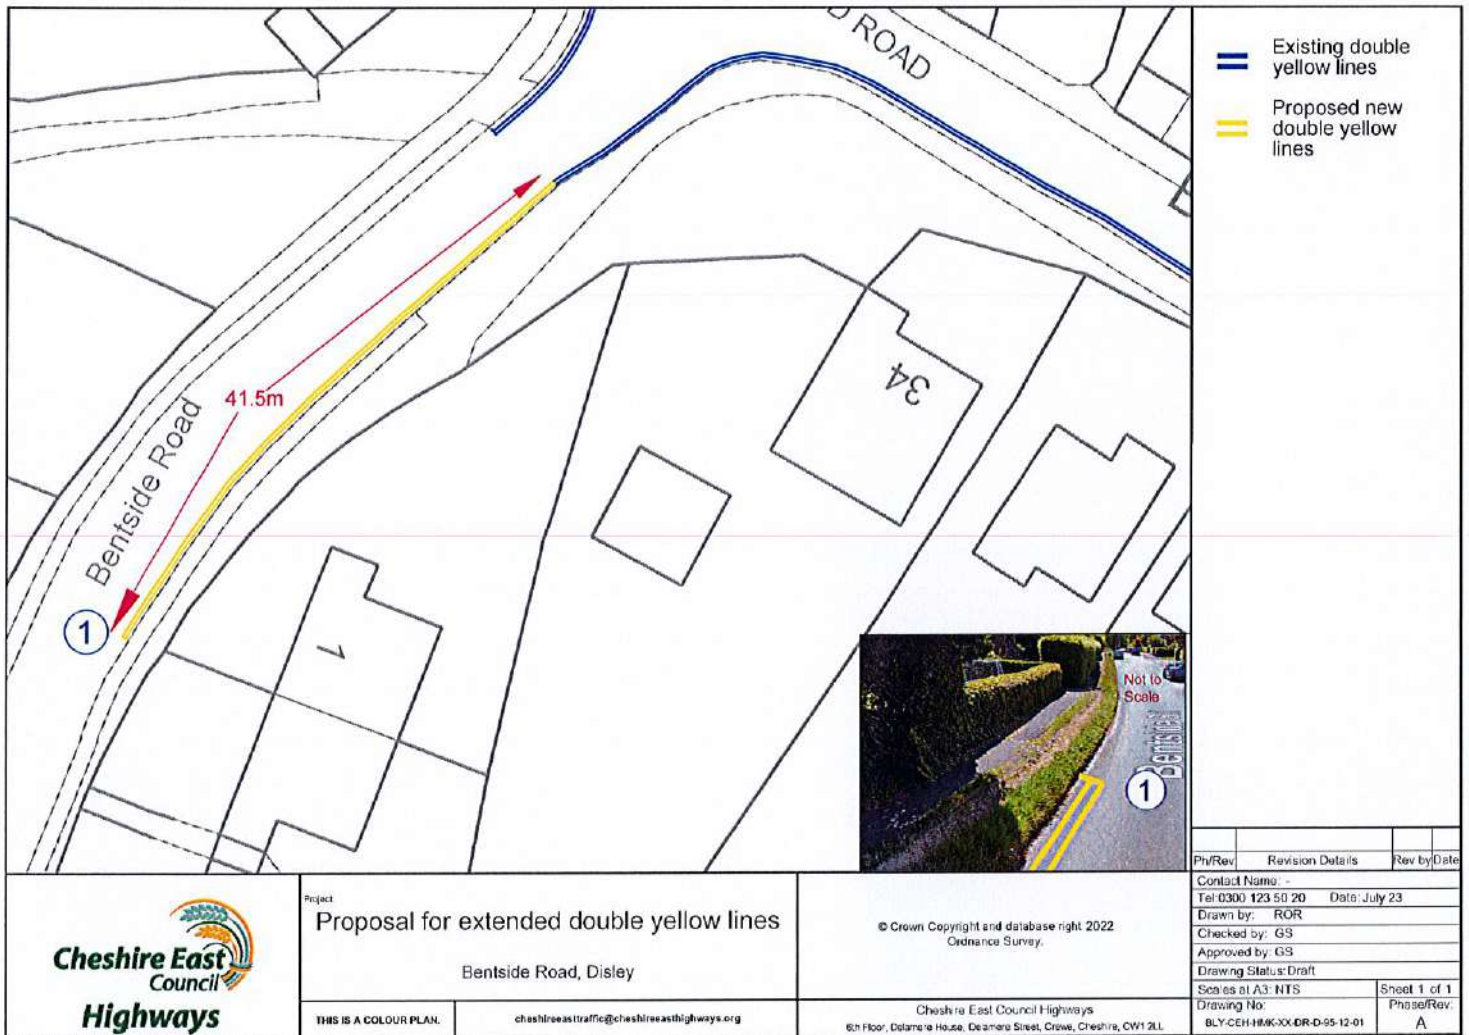 D ROAD
Existing double
yellow lines
Proposed new
double yellow
lines
41.5m
Bentside Road
34
1
1
Not to
Scale
1
Ph/Rev Revision Details Rev by Date
Contact Name: -
Tel:0300 123 50 20 Date: July 23
Drawn by: ROR
Checked by: GS
Approved by: GS
Drawing Status:Draft
Scales at A3: NTS Sheet 1 of 1
Drawing No: Phase/Rev:
BLY-CEH-HMK-XX-DR-D-95-12-01 A
Cheshire East
Council
Highways
Project
Proposal for extended double yellow lines
Bentside Road, Disley
THIS IS A COLOUR PLAN.
cheshireeasttraffic@cheshireeasthighways.org
© Crown Copyright and database right 2022
Ordnance Survey.
Cheshire East Council Highways
6th Floor, Delamere House, Delamere Street, Crewe, Cheshire, CW1 2LL